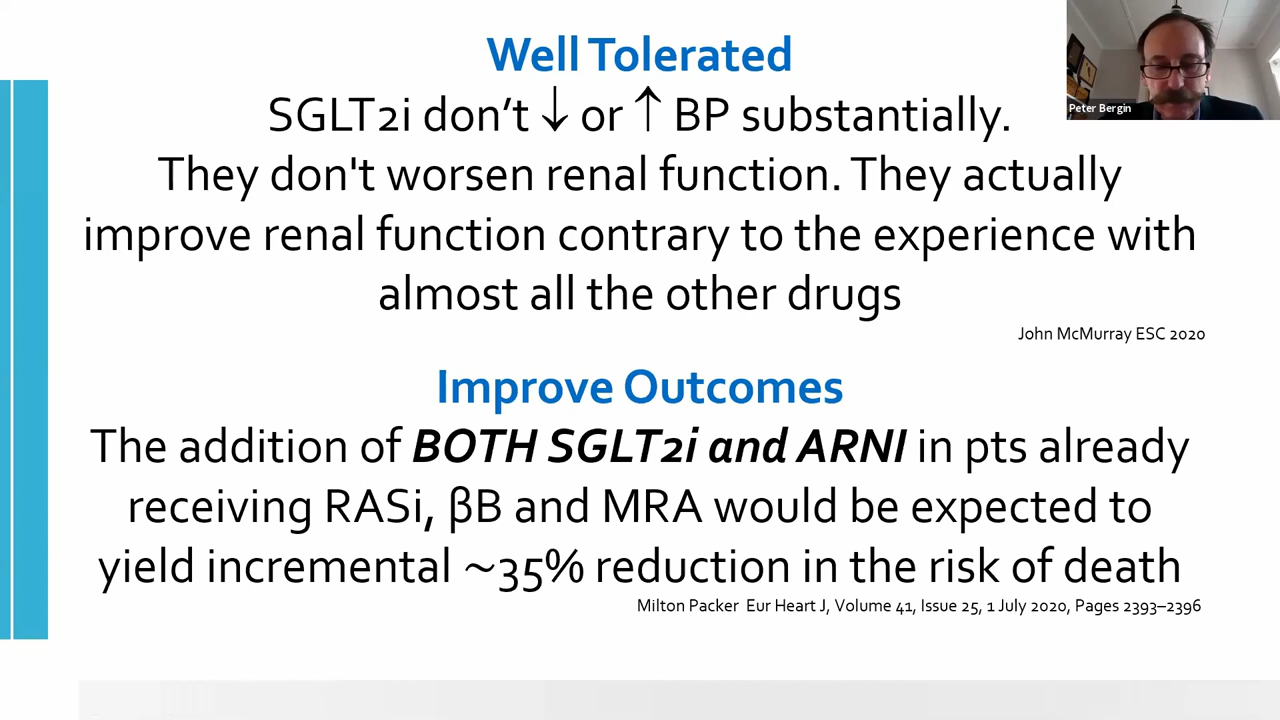 Well Tolerated
SGLT2i don’t ↓ or ↑ BP substantially.
They don't worsen renal function. They actually
improve renal function contrary to the experience with
almost all the other drugs
John McMurray ESC 2020
Improve Outcomes
The addition of BOTH SGLT2i and ARNI in pts already
receiving RASi, βB and MRA would be expected to
yield incremental ~35% reduction in the risk of death
Milton Packer Eur Heart J, Volume 41, Issue 25, 1 July 2020, Pages 2393–2396
Peter Bergin